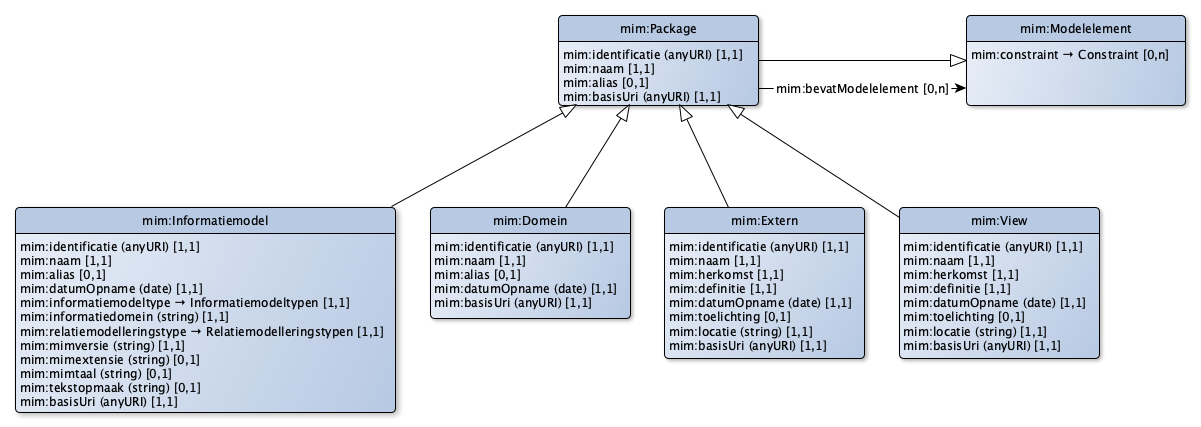 mim:Package
mim:identificatie (anyURI) [1,1]
mim:naam [1,1]
mim:alias [0,1]
mim:basisUri (anyURI) [1,1]
mim:bevatModelelement [0,n]
mim:Modelelement
mim:constraint → Constraint [0,n]
mim:Informatiemodel
mim:identificatie (anyURI) [1,1]
mim:naam [1,1]
mim:alias [0,1]
mim:datumOpname (date) [1,1]
mim:informatiemodeltype → Informatiemodeltypen [1,1]
mim:informatiedomein (string) [1,1]
mim:relatiemodelleringstype → Relatiemodelleringstypen [1,1]
mim:mimversie (string) [1,1]
mim:mimextensie (string) [0,1]
mim:mimtaal (string) [0,1]
mim:tekstopmaak (string) [0,1]
mim:basisUri (anyURI) [1,1]
mim:Domein
mim:identificatie (anyURI) [1,1]
mim:naam [1,1]
mim:alias [0,1]
mim:datumOpname (date) [1,1]
mim:basisUri (anyURI) [1,1]
mim:Extern
mim:identificatie (anyURI) [1,1]
mim:naam [1,1]
mim:herkomst [1,1]
mim:definitie [1,1]
mim:datumOpname (date) [1,1]
mim:toelichting [0,1]
mim:locatie (string) [1,1]
mim:basisUri (anyURI) [1,1]
mim:View
mim:identificatie (anyURI) [1,1]
mim:naam [1,1]
mim:herkomst [1,1]
mim:definitie [1,1]
mim:datumOpname (date) [1,1]
mim:toelichting [0,1]
mim:locatie (string) [1,1]
mim:basisUri (anyURI) [1,1]